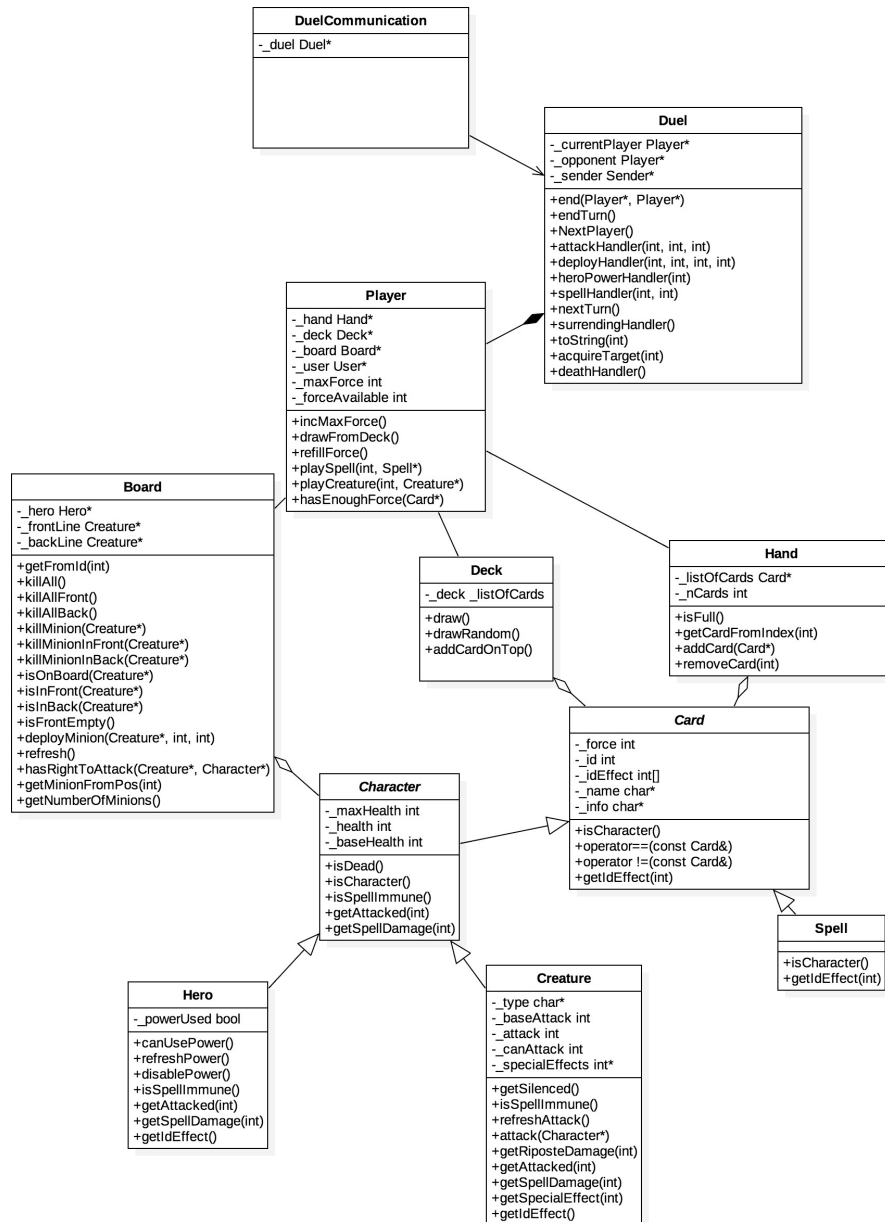 DuelCommunication
-_duel Duel*
Duel
-_currentPlayer Player*
-_opponent Player*
-_sender Sender*
+end(Player*, Player*)
+endTurn()
+NextPlayer()
+attackHandler(int, int, int)
+deployHandler(int, int, int, int)
+heroPowerHandler(int)
+spellHandler(int, int)
+nextTurn()
+surrendingHandler()
+toString(int)
+acquireTarget(int)
+deathHandler()
Player
-_hand Hand*
-_deck Deck*
-_board Board*
-_user User*
-_maxForce int
-_forceAvailable int
+incMaxForce()
+drawFromDeck()
+refillForce()
+playSpell(int, Spell*)
+playCreature(int, Creature*)
+hasEnoughForce(Card*)
Board
-_hero Hero*
-_frontLine Creature*
-_backLine Creature*
+getFromId(int)
+killAll()
+killAllFront()
+killAllBack()
+killMinion(Creature*)
+killMinionInFront(Creature*)
+killMinionInBack(Creature*)
+isOnBoard(Creature*)
+isInFront(Creature*)
+isInBack(Creature*)
+isFrontEmpty()
+deployMinion(Creature*, int, int)
+refresh()
+hasRightToAttack(Creature*, Character*)
+getMinionFromPos(int)
+getNumberOfMinions()
Deck
-_deck _listOfCards
+draw()
+drawRandom()
+addCardOnTop()
Hand
-_listOfCards Card*
-_nCards int
+isFull()
+getCardFromIndex(int)
+addCard(Card*)
+removeCard(int)
Card
-_force int
-_id int
-_idEffect int[]
-_name char*
-_info char*
+isCharacter()
+operator==(const Card&)
+operator !=(const Card&)
+getIdEffect(int)
Character
-_maxHealth int
-_health int
-_baseHealth int
+isDead()
+isCharacter()
+isSpellImmune()
+getAttacked(int)
+getSpellDamage(int)
Spell
+isCharacter()
+getIdEffect(int)
Hero
-_powerUsed bool
+canUsePower()
+refreshPower()
+disablePower()
+isSpellImmune()
+getAttacked(int)
+getSpellDamage(int)
+getIdEffect()
Creature
-_type char*
-_baseAttack int
-_attack int
-_canAttack int
-_specialEffects int*
+getSilenced()
+isSpellImmune()
+refreshAttack()
+attack(Character*)
+getRiposteDamage(int)
+getAttacked(int)
+getSpellDamage(int)
+getSpecialEffect(int)
+getIdEffect()